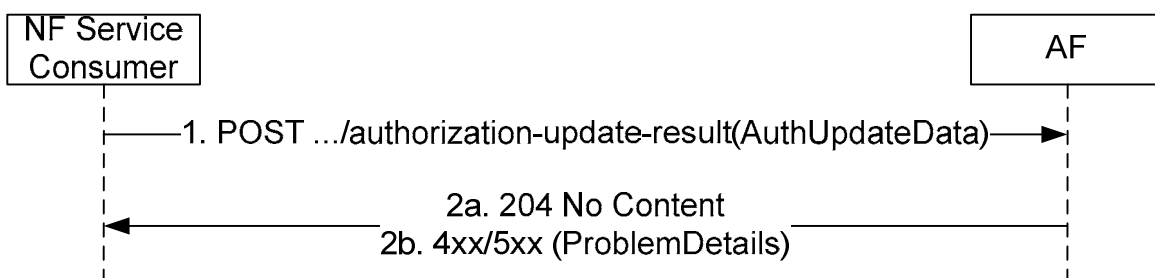 NF Service
Consumer
AF
1. POST .../authorization-update-result(AuthUpdateData)
2a. 204 No Content
2b. 4xx/5xx (ProblemDetails)